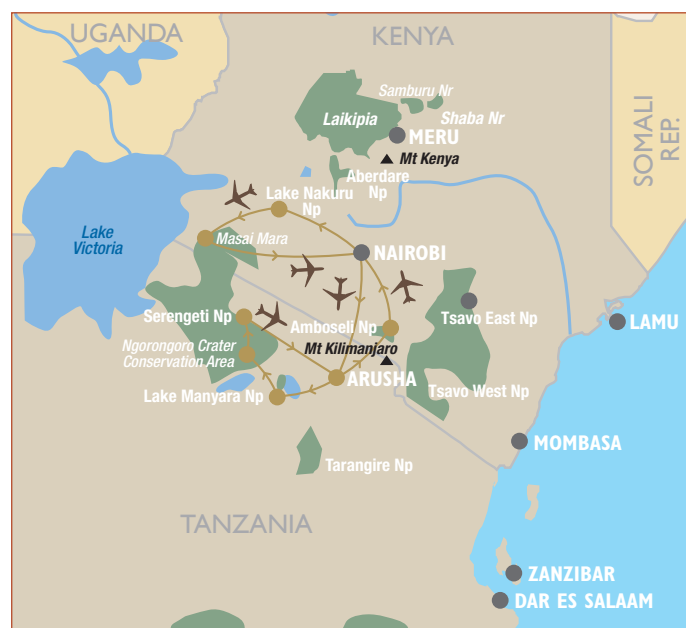 UGANDA
KENYA
SOMALI
REP.
Samburu Nr
Laikipia
Shaba Nr
MERU
Mt Kenya
Aberdare
Np
Lake Nakuru
Np
Lake
Victoria
Masai Mara
NAIROBI
Serengeti Np
Amboseli Np
Tsavo East Np
LAMU
Ngorongoro Crater
Conservation Area
Mt Kilimanjaro
ARUSHA
Lake Manyara Np
Tsavo West Np
MOMBASA
Tarangire Np
TANZANIA
ZANZIBAR
DAR ES SALAAM